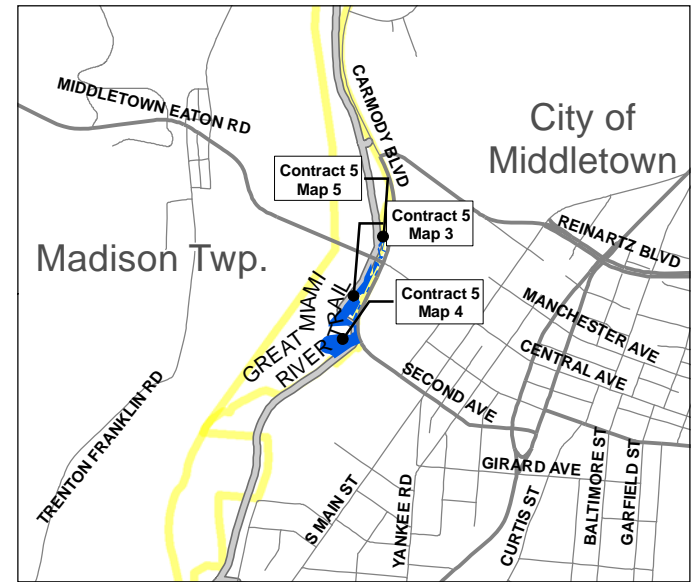 MIDDLETOWN EATON RD
CARMODY BLVD
City of
Middletown
Contract 5
Map 5
Contract 5
Map 3
REINARTZ BLVD
Madison Twp.
GREAT MIAMI
RIVER TRAIL
Contract 5
Map 4
MANCHESTER AVE
CENTRAL AVE
SECOND AVE
TRENTON FRANKLIN RD
GIRARD AVE
S MAIN ST
YANKEE RD
CURTIS ST
BALTIMORE ST
GARFIELD ST